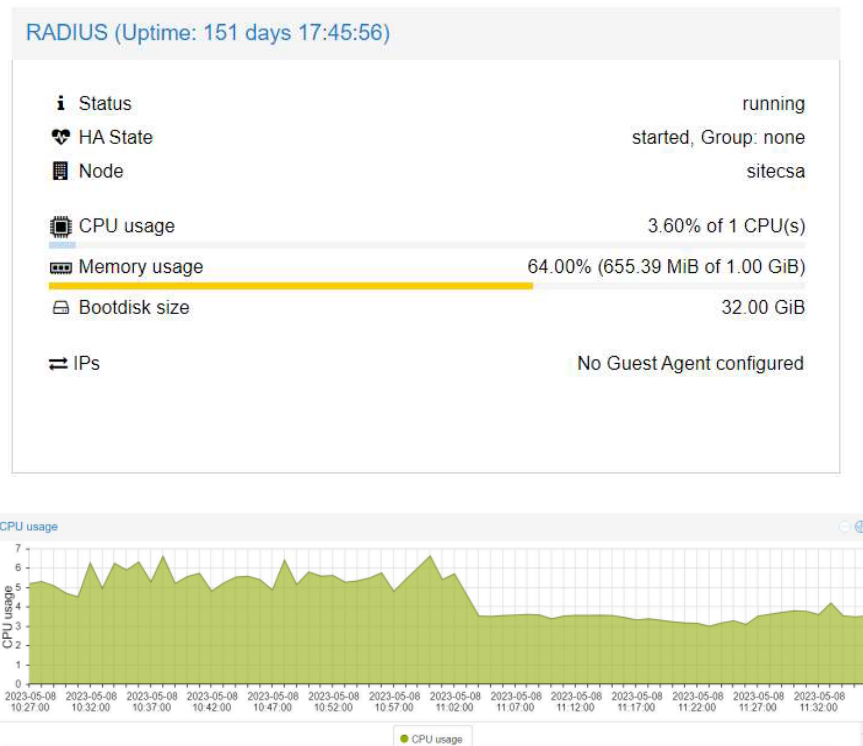 RADIUS (Uptime: 151 days 17:45:56)
Status running
HA State started, Group: none
Node sitecsa
CPU usage 3.60% of 1 CPU(s)
Memory usage 64.00% (655.39 MiB of 1.00 GiB)
Bootdisk size 32.00 GiB
IPs No Guest Agent configured
CPU usage
7
6
5
4
3
2
1
0
CPU usage
2023-05-08 2023-05-08 2023-05-08 2023-05-08 2023-05-08 2023-05-08 2023-05-08 2023-05-08 2023-05-08 2023-05-08 2023-05-08 2023-05-08 2023-05-08 2023-05-08
10:27:00 10:32:00 10:37:00 10:42:00 10:47:00 10:52:00 10:57:00 11:02:00 11:07:00 11:12:00 11:17:00 11:22:00 11:27:00 11:32:00
CPU usage